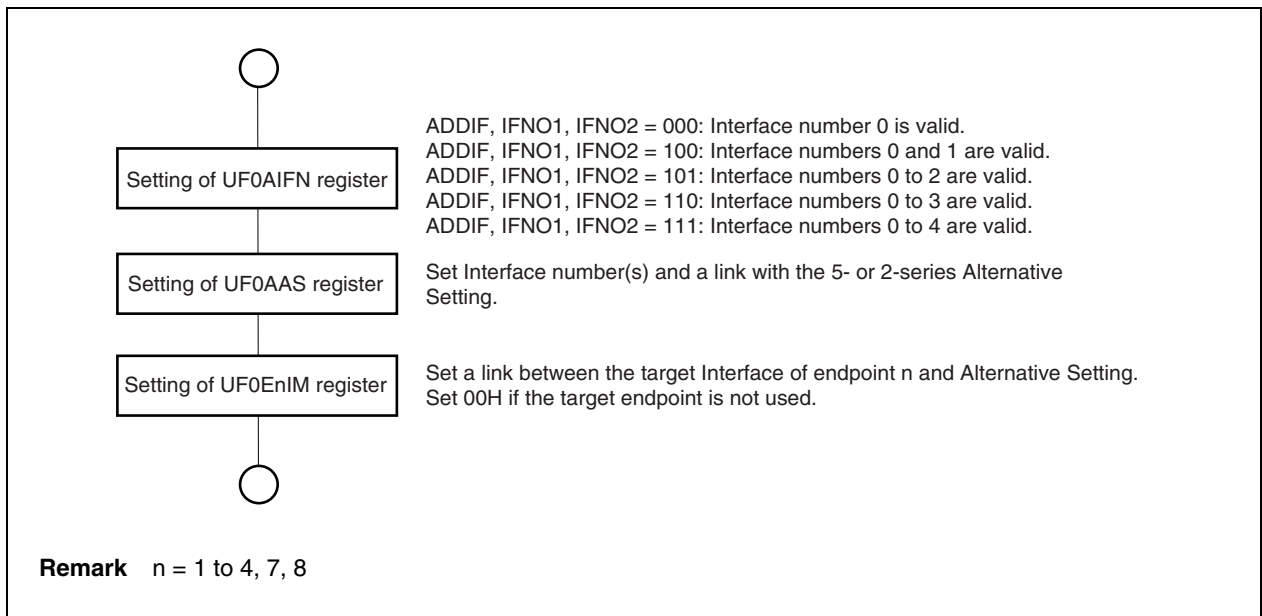 ADDIF, IFNO1, IFNO2 = 000: Interface number 0 is valid.
ADDIF, IFNO1, IFNO2 = 100: Interface numbers 0 and 1 are valid.
Setting of UF0AIFN register
ADDIF, IFNO1, IFNO2 = 101: Interface numbers 0 to 2 are valid.
ADDIF, IFNO1, IFNO2 = 110: Interface numbers 0 to 3 are valid.
ADDIF, IFNO1, IFNO2 = 111: Interface numbers 0 to 4 are valid.
Setting of UF0AAS register
Set Interface number(s) and a link with the 5- or 2-series Alternative
Setting.
Setting of UF0EnIM register
Set a link between the target Interface of endpoint n and Alternative Setting.
Set 00H if the target endpoint is not used.
Remark n = 1 to 4, 7, 8